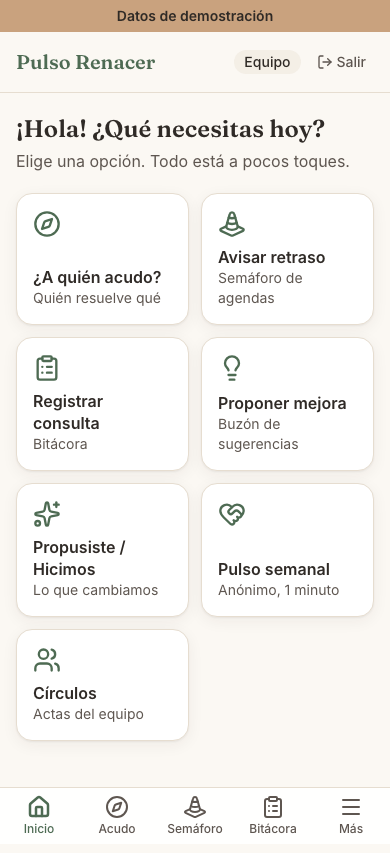 Datos de demostración
Pulso Renacer
Equipo
Salir
¡Hola! ¿Qué necesitas hoy?
Elige una opción. Todo está a pocos toques.
¿A quién acudo?
Quién resuelve qué
Avisar retraso
Semáforo de
agendas
Registrar
consulta
Bitácora
Proponer mejora
Buzón de
sugerencias
Propusiste /
Hicimos
Lo que cambiamos
Pulso semanal
Anónimo, 1 minuto
Círculos
Actas del equipo
Inicio
Acudo
Semáforo
Bitácora
Más